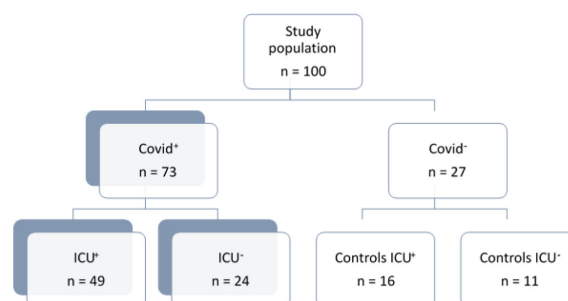 Study
population
n = 100
Covid⁺
n = 73
Covid⁻
n = 27
ICU⁺
n = 49
ICU⁻
n = 24
Controls ICU⁺
n = 16
Controls ICU⁻
n = 11